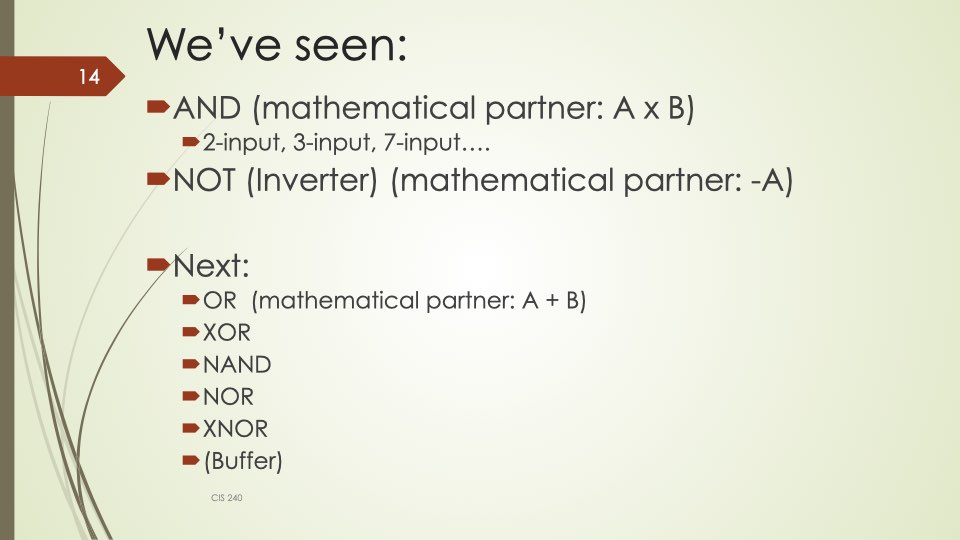 We’ve seen:
14
AND (mathematical partner: A x B)
2-input, 3-input, 7-input….
NOT (Inverter) (mathematical partner: -A)
Next:
OR  (mathematical partner: A + B)
XOR
NAND
NOR
XNOR
(Buffer)
CIS 240